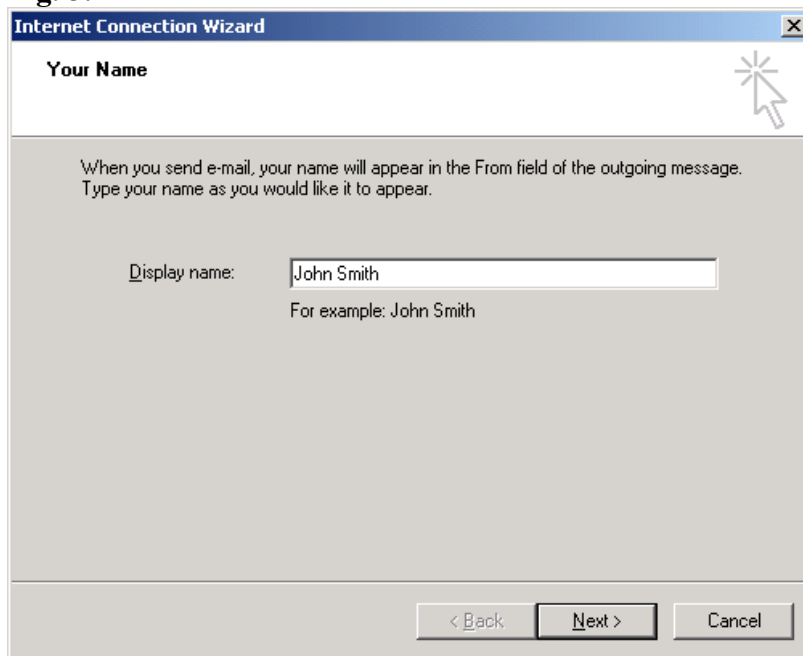 Internet Connection Wizard
Your Name
When you send e-mail, your name will appear in the From field of the outgoing message.
Type your name as you would like it to appear.
Display name: John Smith
For example: John Smith
< Back Next > Cancel